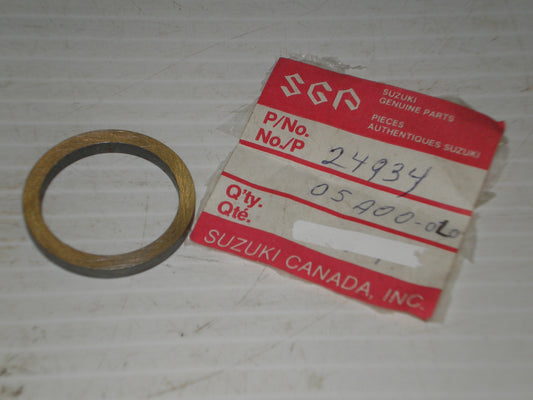 SGP
SUZUKI
GENUINE PARTS
PIECES
AUTHENTIQUES SUZUKI
P/No.
No./P
24934
05A00-0
Q'ty.
Qté.
SUZUKI CANADA, INC.